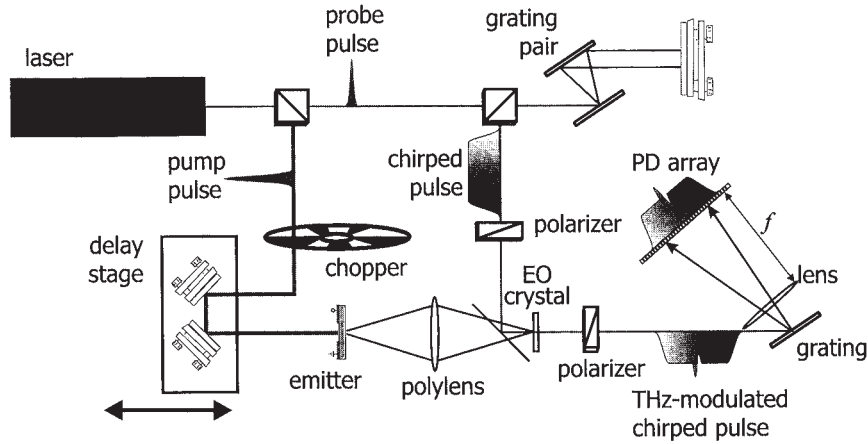 probe
pulse
grating
pair
laser
pump
pulse
chirped
pulse
PD array
polarizer
f
delay
stage
chopper
EO
crystal
lens
emitter
polylens
polarizer
grating
THz-modulated
chirped pulse